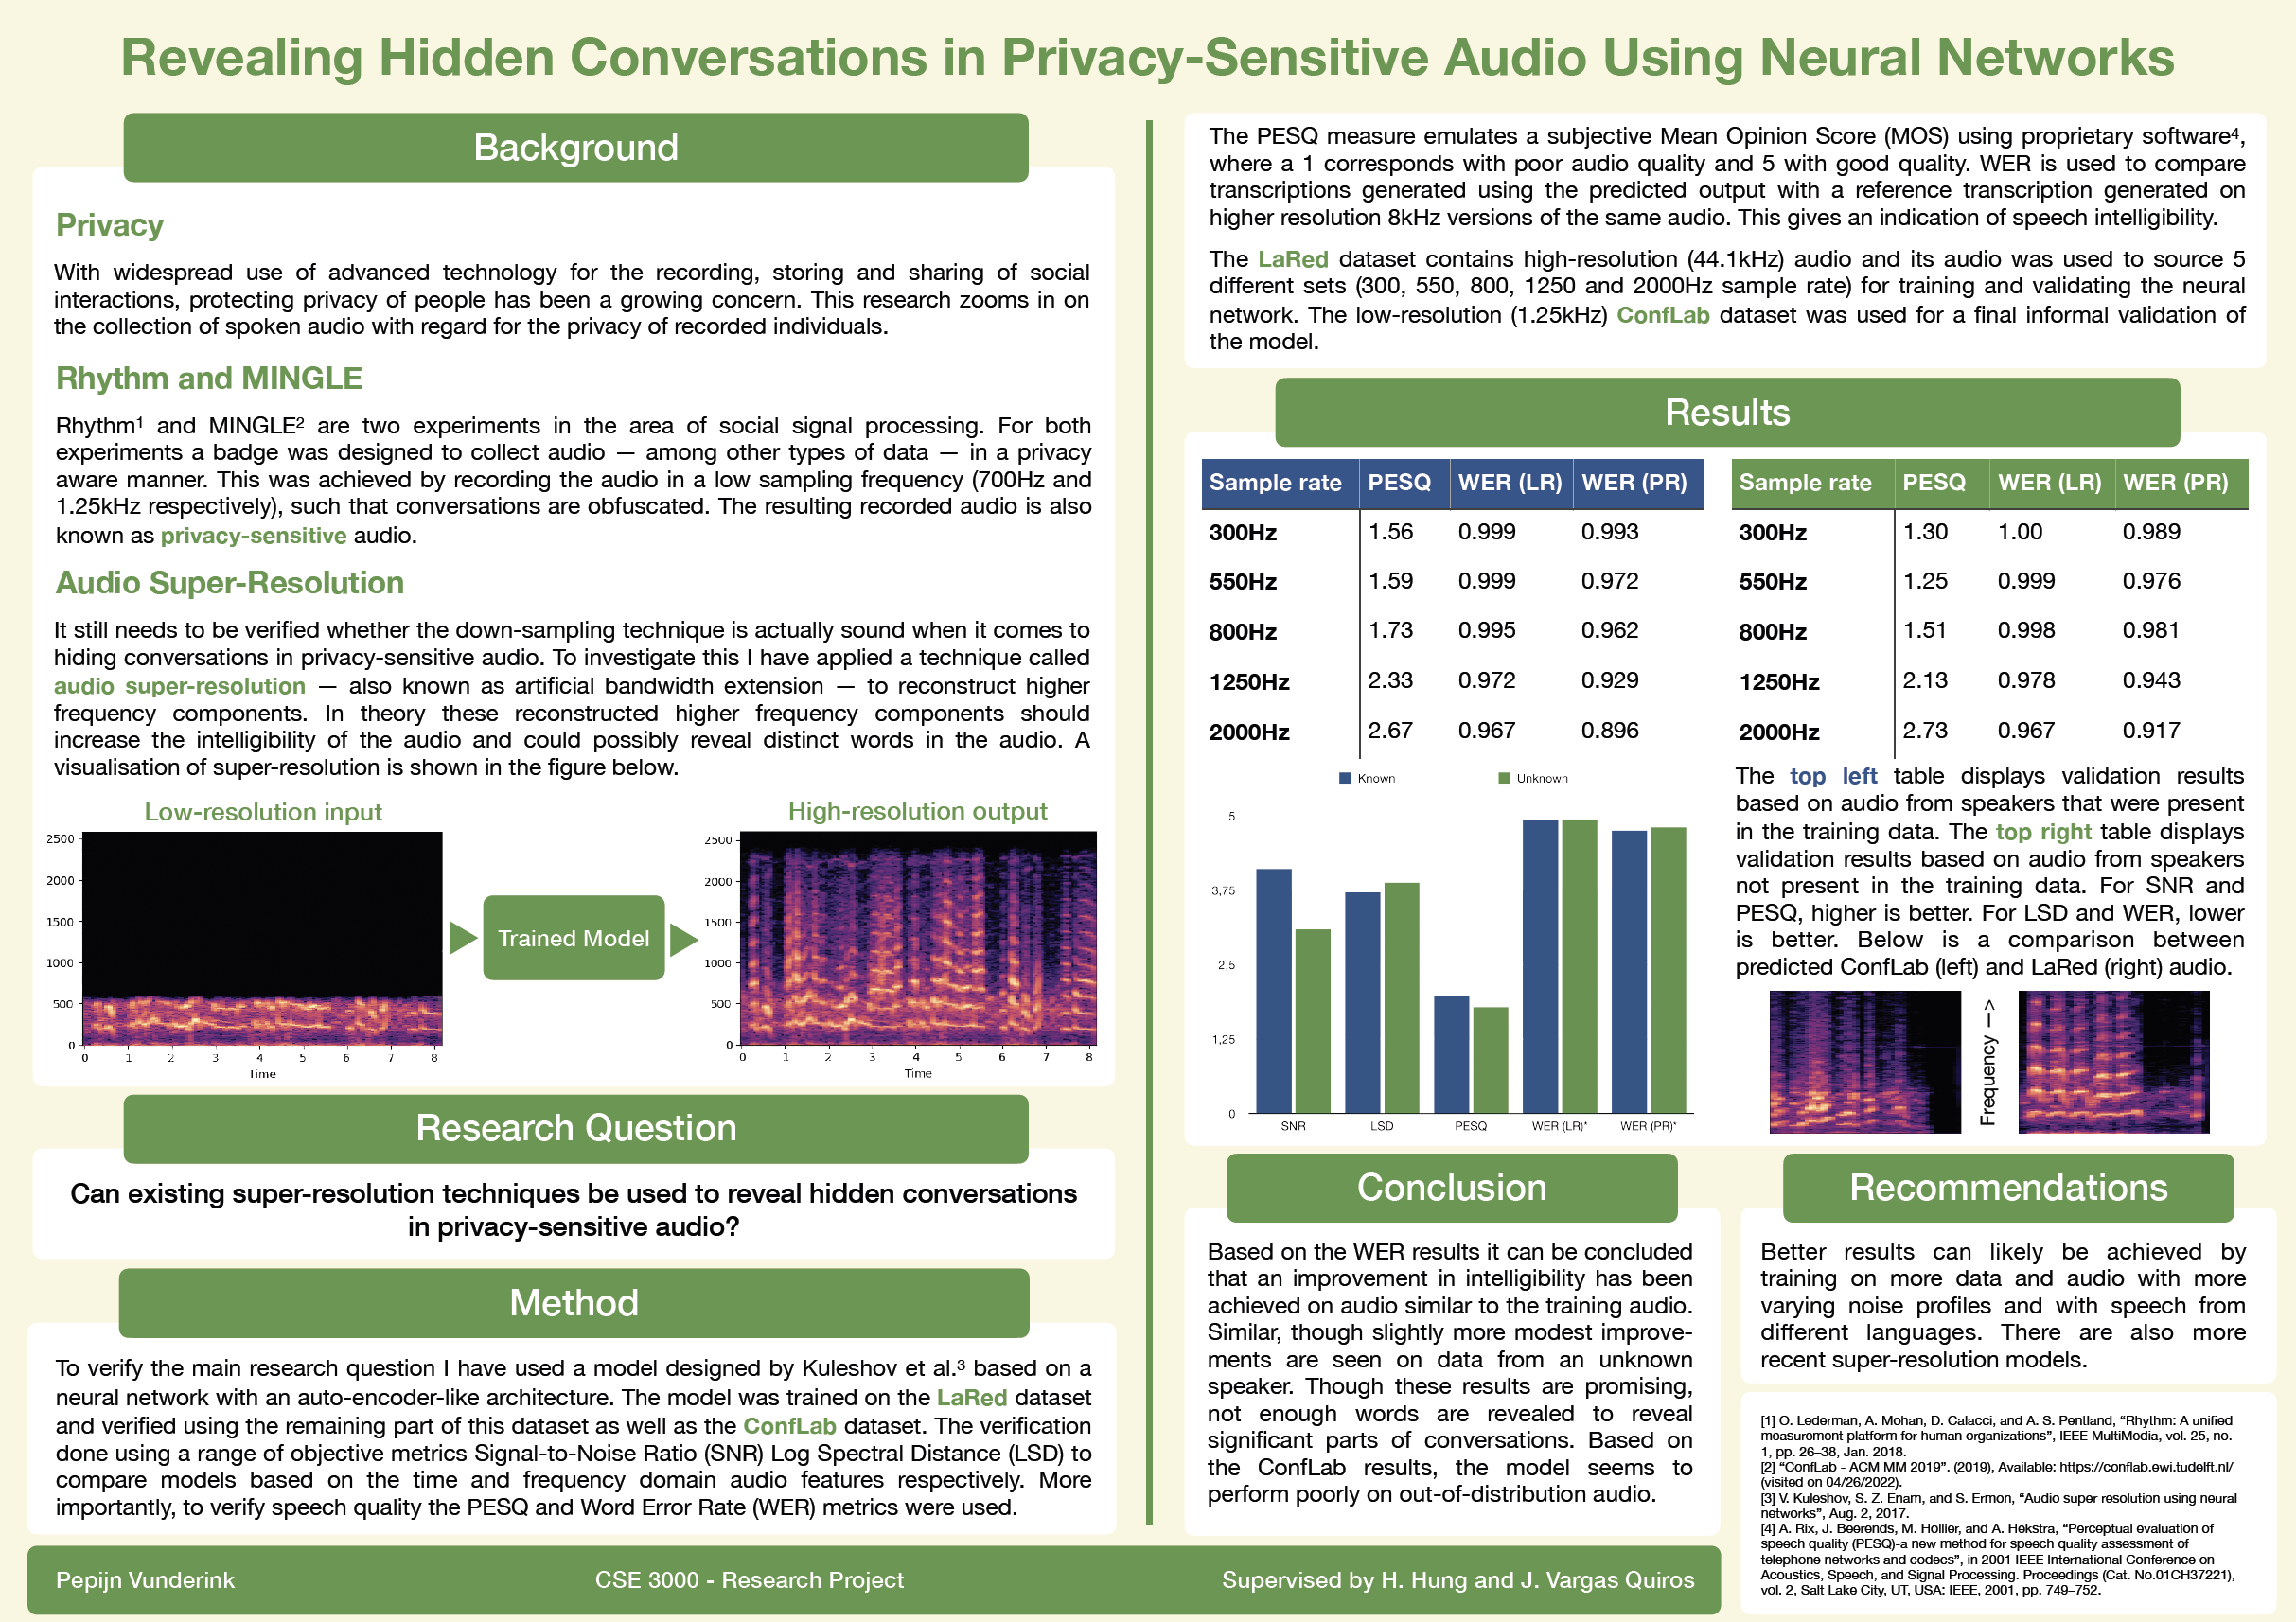 Revealing Hidden Conversations in Privacy-Sensitive Audio Using Neural Networks
Background
Privacy
With widespread use of advanced technology for the recording, storing and sharing of social
interactions, protecting privacy of people has been a growing concern. This research zooms in on
the collection of spoken audio with regard for the privacy of recorded individuals.
Rhythm and MINGLE
Rhythm¹ and MINGLE² are two experiments in the area of social signal processing. For both
experiments a badge was designed to collect audio — among other types of data — in a privacy
aware manner. This was achieved by recording the audio in a low sampling frequency (700Hz and
1.25kHz respectively), such that conversations are obfuscated. The resulting recorded audio is also
known as privacy-sensitive audio.
Audio Super-Resolution
It still needs to be verified whether the down-sampling technique is actually sound when it comes to
hiding conversations in privacy-sensitive audio. To investigate this I have applied a technique called
audio super-resolution — also known as artificial bandwidth extension — to reconstruct higher
frequency components. In theory these reconstructed higher frequency components should
increase the intelligibility of the audio and could possibly reveal distinct words in the audio. A
visualisation of super-resolution is shown in the figure below.
Low-resolution input
2500
2000
1500
1000
500
0
0 1 2 3 4 5 6 7 8
Time
Trained Model
High-resolution output
2500
2000
1500
1000
500
0
0 1 2 3 4 5 6 7 8
Time
Research Question
Can existing super-resolution techniques be used to reveal hidden conversations
in privacy-sensitive audio?
Method
To verify the main research question I have used a model designed by Kuleshov et al.³ based on a
neural network with an auto-encoder-like architecture. The model was trained on the LaRed dataset
and verified using the remaining part of this dataset as well as the ConfLab dataset. The verification
done using a range of objective metrics Signal-to-Noise Ratio (SNR) Log Spectral Distance (LSD) to
compare models based on the time and frequency domain audio features respectively. More
importantly, to verify speech quality the PESQ and Word Error Rate (WER) metrics were used.
The PESQ measure emulates a subjective Mean Opinion Score (MOS) using proprietary software⁴,
where a 1 corresponds with poor audio quality and 5 with good quality. WER is used to compare
transcriptions generated using the predicted output with a reference transcription generated on
higher resolution 8kHz versions of the same audio. This gives an indication of speech intelligibility.
The LaRed dataset contains high-resolution (44.1kHz) audio and its audio was used to source 5
different sets (300, 550, 800, 1250 and 2000Hz sample rate) for training and validating the neural
network. The low-resolution (1.25kHz) ConfLab dataset was used for a final informal validation of
the model.
Results
Sample rate PESQ WER (LR) WER (PR)
300Hz 1.56 0.999 0.993
550Hz 1.59 0.999 0.972
800Hz 1.73 0.995 0.962
1250Hz 2.33 0.972 0.929
2000Hz 2.67 0.967 0.896
Sample rate PESQ WER (LR) WER (PR)
300Hz 1.30 1.00 0.989
550Hz 1.25 0.999 0.976
800Hz 1.51 0.998 0.981
1250Hz 2.13 0.978 0.943
2000Hz 2.73 0.967 0.917
Known Unknown
5
3,75
2,5
1,25
0
SNR LSD PESQ WER (LR)* WER (PR)*
The top left table displays validation results
based on audio from speakers that were present
in the training data. The top right table displays
validation results based on audio from speakers
not present in the training data. For SNR and
PESQ, higher is better. For LSD and WER, lower
is better. Below is a comparison between
predicted ConfLab (left) and LaRed (right) audio.
Frequency —>
Conclusion
Based on the WER results it can be concluded
that an improvement in intelligibility has been
achieved on audio similar to the training audio.
Similar, though slightly more modest improve-
ments are seen on data from an unknown
speaker. Though these results are promising,
not enough words are revealed to reveal
significant parts of conversations. Based on
the ConfLab results, the model seems to
perform poorly on out-of-distribution audio.
Recommendations
Better results can likely be achieved by
training on more data and audio with more
varying noise profiles and with speech from
different languages. There are also more
recent super-resolution models.
[1] O. Lederman, A. Mohan, D. Calacci, and A. S. Pentland, “Rhythm: A unified
measurement platform for human organizations”, IEEE MultiMedia, vol. 25, no.
1, pp. 26–38, Jan. 2018.
[2] “ConfLab - ACM MM 2019”. (2019), Available: https://conflab.ewi.tudelft.nl/
(visited on 04/26/2022).
[3] V. Kuleshov, S. Z. Enam, and S. Ermon, “Audio super resolution using neural
networks”, Aug. 2, 2017.
[4] A. Rix, J. Beerends, M. Hollier, and A. Hekstra, “Perceptual evaluation of
speech quality (PESQ)-a new method for speech quality assessment of
telephone networks and codecs”, in 2001 IEEE International Conference on
Acoustics, Speech, and Signal Processing. Proceedings (Cat. No.01CH37221),
vol. 2, Salt Lake City, UT, USA: IEEE, 2001, pp. 749–752.
Pepijn Vunderink
CSE 3000 - Research Project
Supervised by H. Hung and J. Vargas Quiros